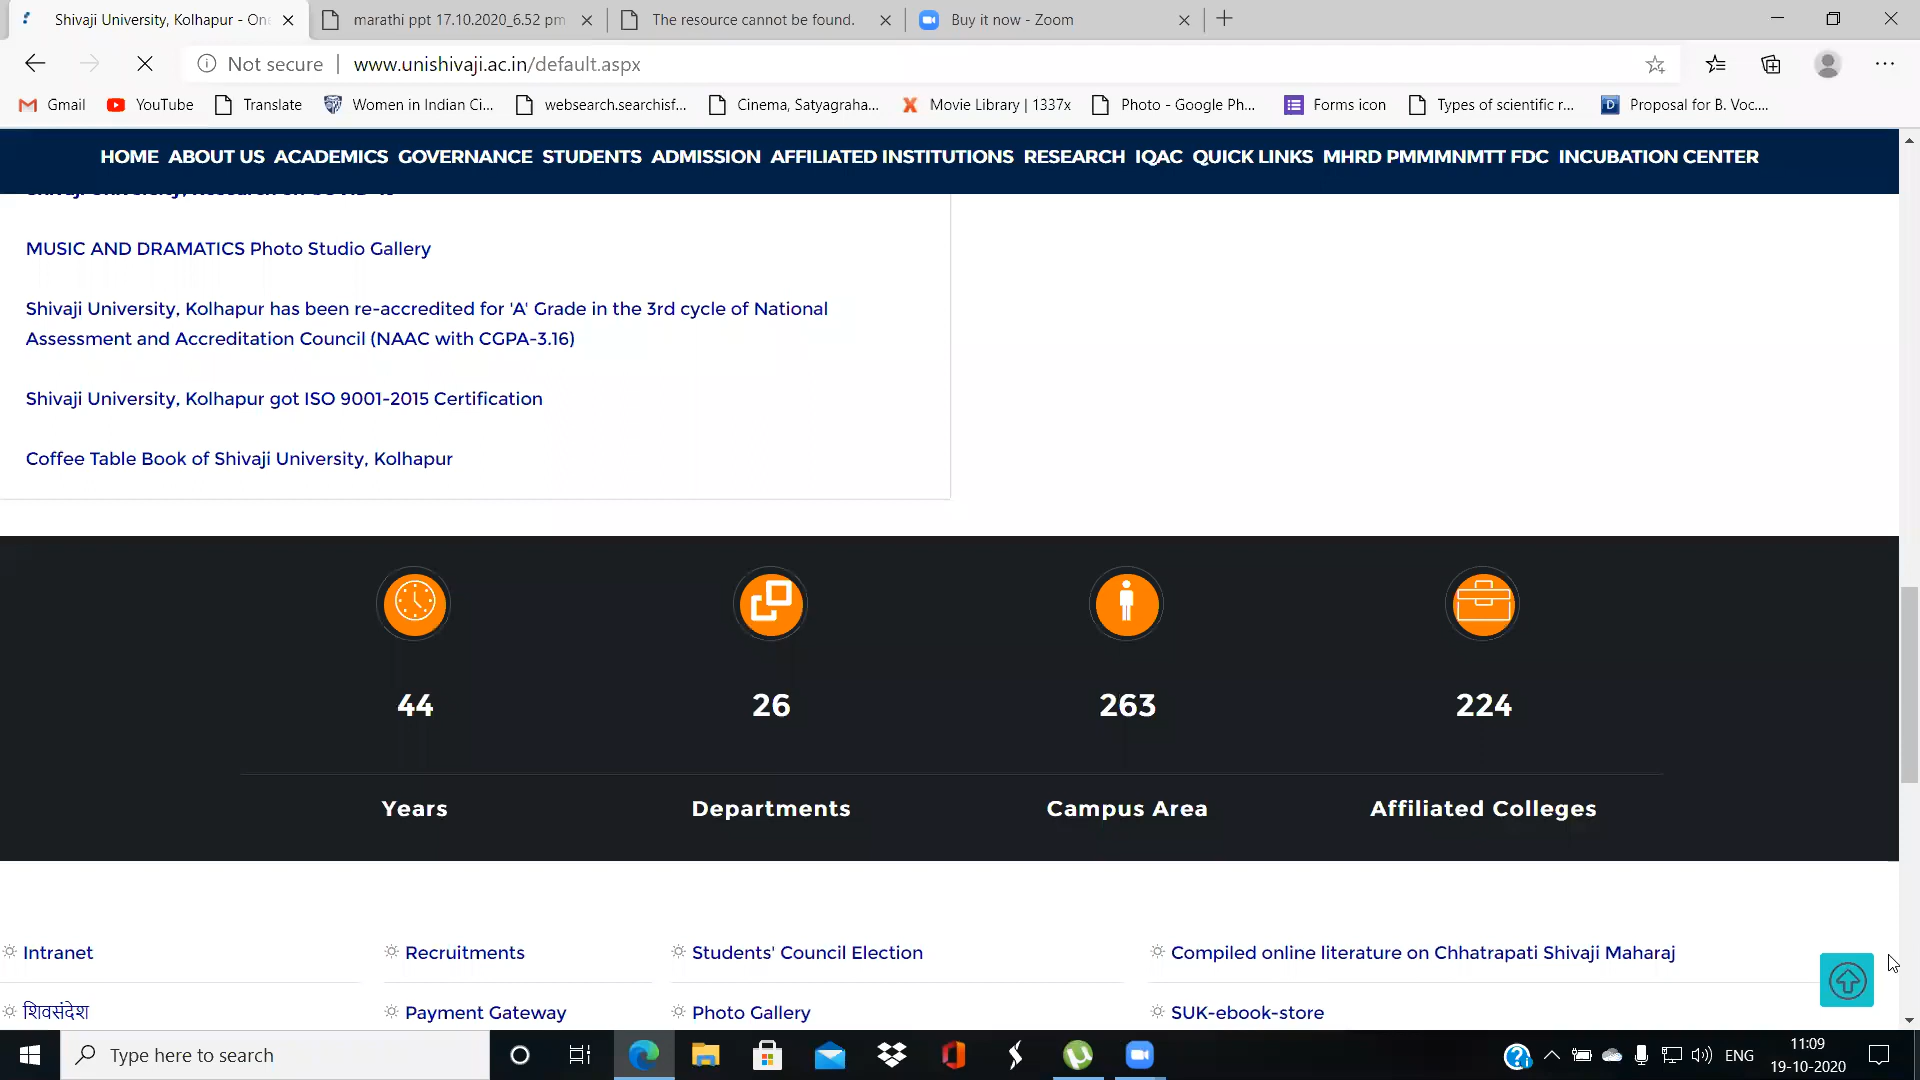 Shivaji University, Kolhapur - On
marathi ppt 17.10.2020_6.52 pm
The resource cannot be found.
Buy it now - Zoom
Not secure | www.unishivaji.ac.in/default.aspx
Gmail YouTube Translate Women in Indian Ci... websearch.searchisf... Cinema, Satyagraha... Movie Library | 1337x Photo - Google Ph... Forms icon Types of scientific r... Proposal for B. Voc....
HOME ABOUT US ACADEMICS GOVERNANCE STUDENTS ADMISSION AFFILIATED INSTITUTIONS RESEARCH IQAC QUICK LINKS MHRD PMMMNMTT FDC INCUBATION CENTER
MUSIC AND DRAMATICS Photo Studio Gallery
Shivaji University, Kolhapur has been re-accredited for 'A' Grade in the 3rd cycle of National
Assessment and Accreditation Council (NAAC with CGPA-3.16)
Shivaji University, Kolhapur got ISO 9001-2015 Certification
Coffee Table Book of Shivaji University, Kolhapur
44 26 263 224
Years Departments Campus Area Affiliated Colleges
Intranet Recruitments Students' Council Election Compiled online literature on Chhatrapati Shivaji Maharaj
शिवसंदेश Payment Gateway Photo Gallery SUK-ebook-store
Type here to search
ENG
11:09
19-10-2020